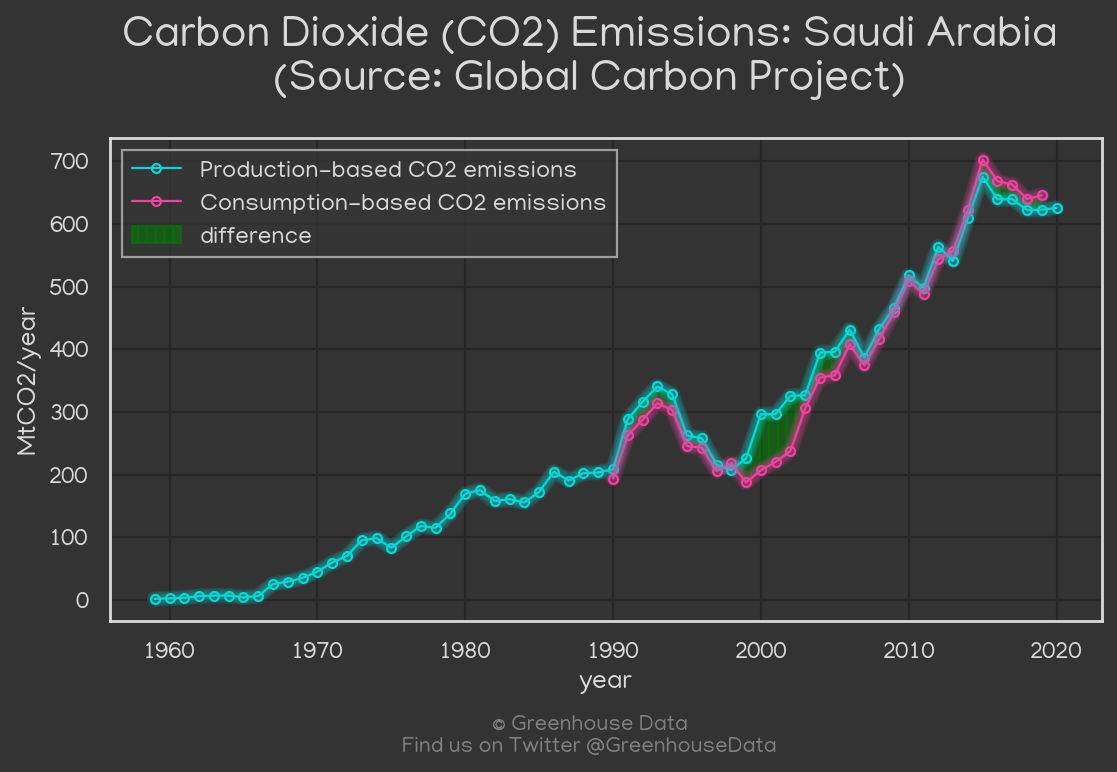 Carbon Dioxide (CO2) Emissions: Saudi Arabia
(Source: Global Carbon Project)
700
600
500
400
300
200
100
0
MtCO2/year
Production-based CO2 emissions
Consumption-based CO2 emissions
difference
1960 1970 1980 1990 2000 2010 2020
year
© Greenhouse Data
Find us on Twitter @GreenhouseData